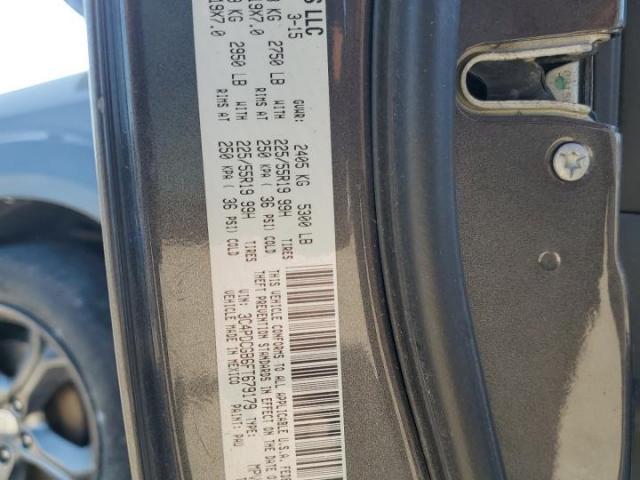 S LLC
3-15
GVWR: 2405 KG 5300 LB
KG 2750 LB WITH 225/55R19 99H TIRES
19X7.0 RIMS AT 250 KPA ( 36 PSI) COLD
KG 2950 LB WITH 225/55R19 99H TIRES
19X7.0 RIMS AT 250 KPA ( 36 PSI) COLD
THIS VEHICLE CONFORMS TO ALL APPLICABLE U.S.A.
THEFT PREVENTION STANDARDS IN EFFECT ON THE DATE OF
VIN: 3C4PDCGB6FT679179 TYPE: MPV
VEHICLE MADE IN MEXICO PAINT: PAU